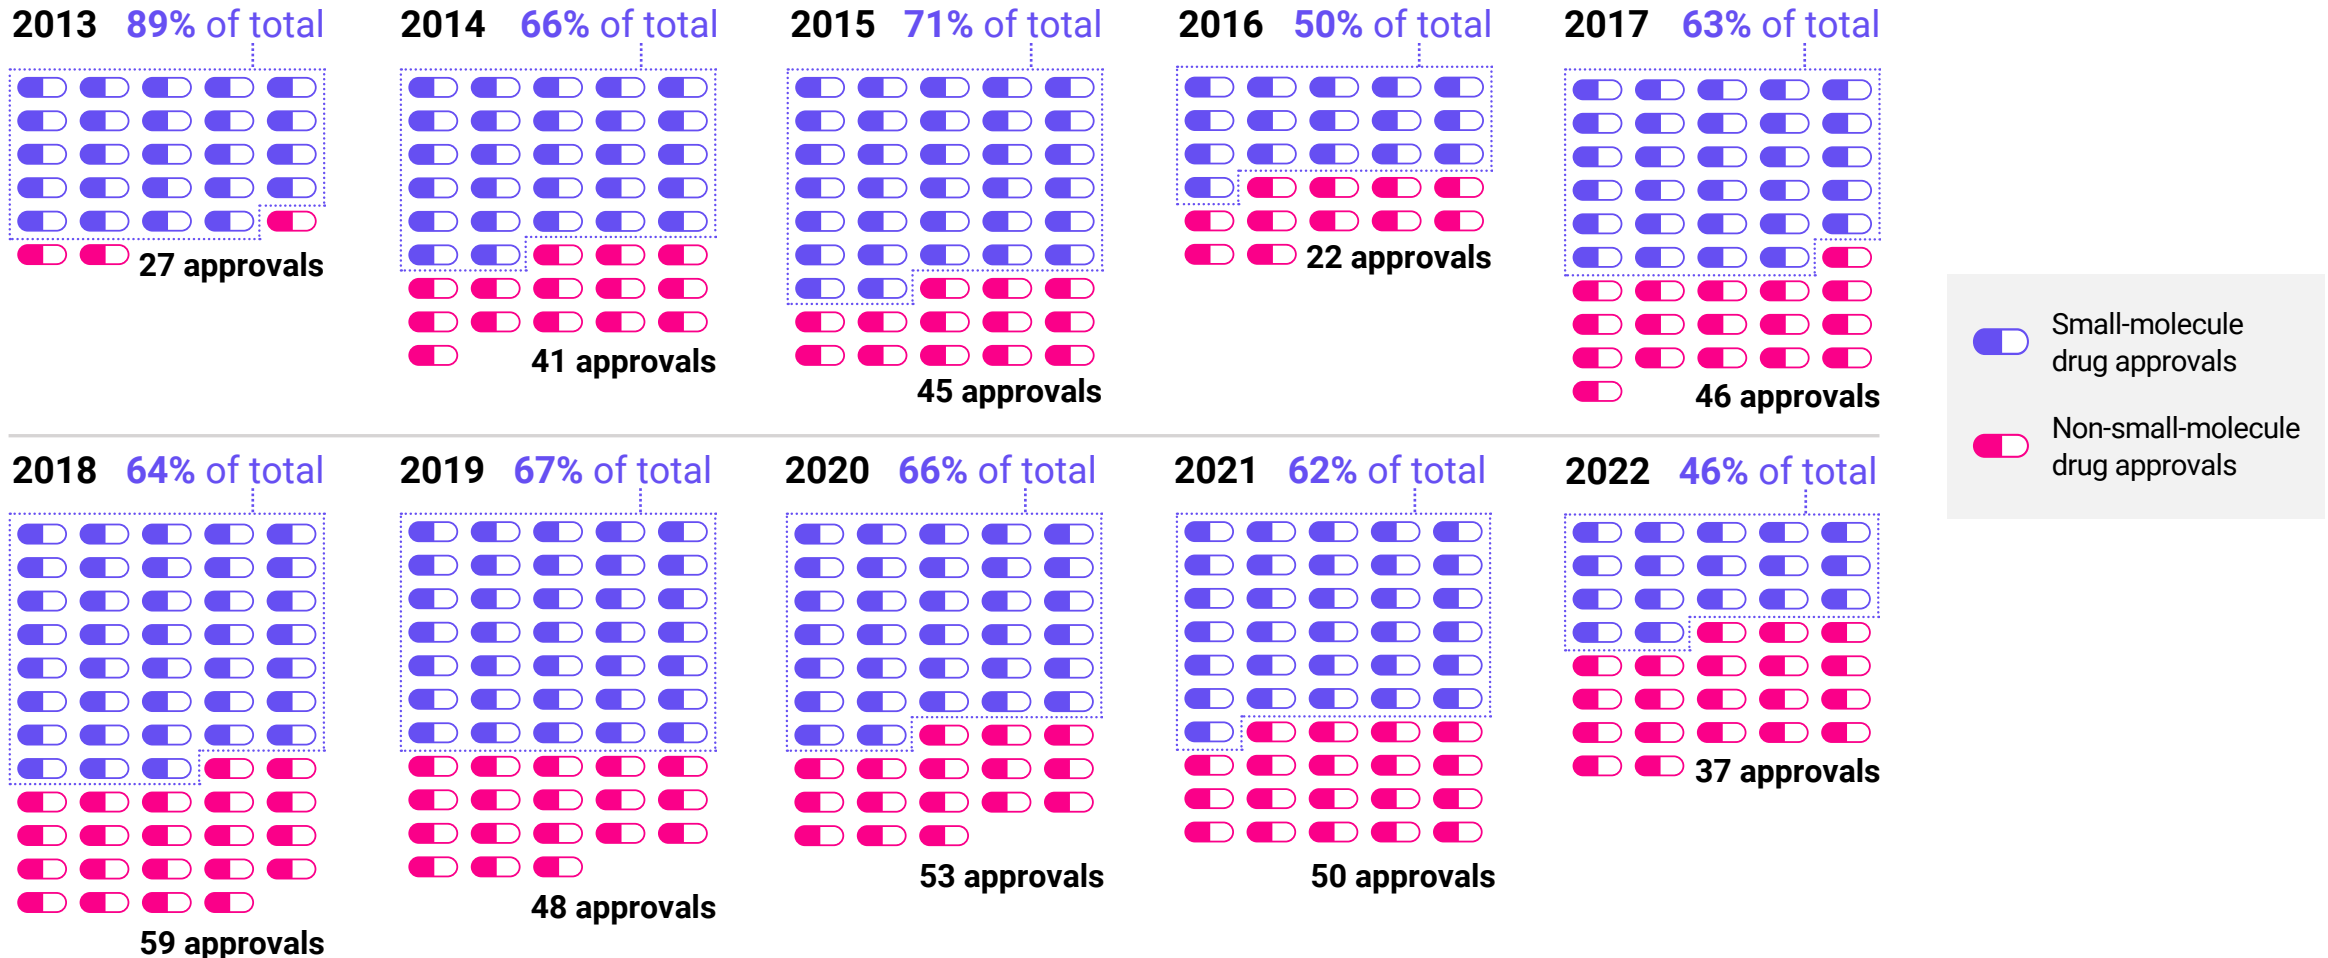 2013 89% of total
27 approvals
2014 66% of total
41 approvals
2015 71% of total
45 approvals
2016 50% of total
22 approvals
2017 63% of total
46 approvals
2018 64% of total
59 approvals
2019 67% of total
48 approvals
2020 66% of total
53 approvals
2021 62% of total
50 approvals
2022 46% of total
37 approvals
Small-molecule
drug approvals
Non-small-molecule
drug approvals